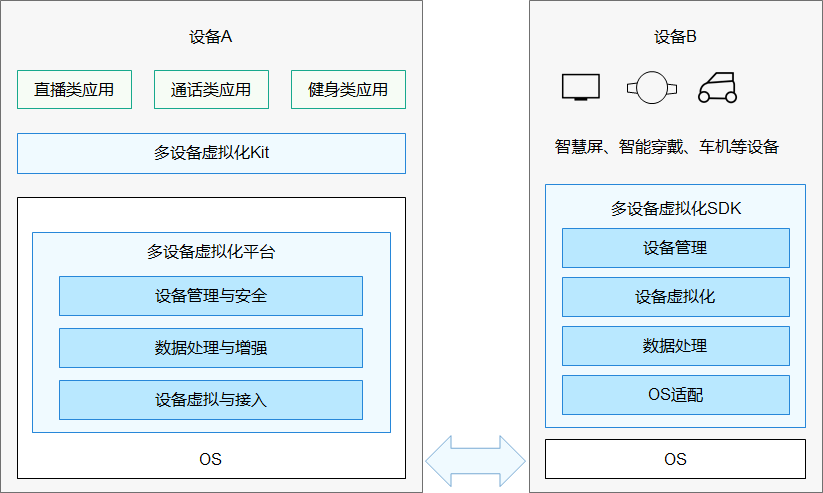 设备A
直播类应用
通话类应用
健身类应用
多设备虚拟化Kit
多设备虚拟化平台
设备管理与安全
数据处理与增强
设备虚拟与接入
OS
设备B
智慧屏、智能穿戴、车机等设备
多设备虚拟化SDK
设备管理
设备虚拟化
数据处理
OS适配
OS